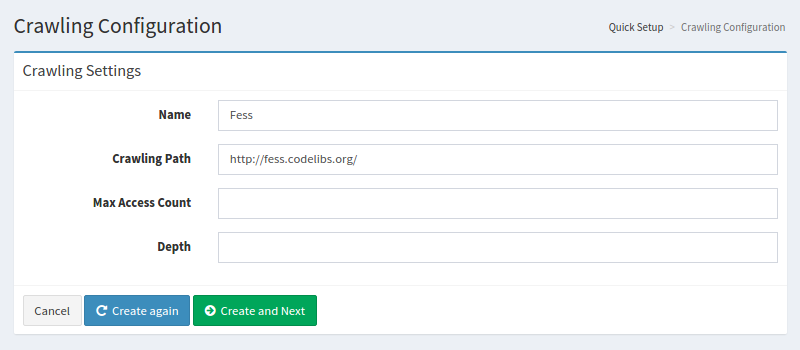 Crawling Configuration
Quick Setup > Crawling Configuration
Crawling Settings
Name Fess
Crawling Path http://fess.codelibs.org/
Max Access Count
Depth
Cancel Create again Create and Next